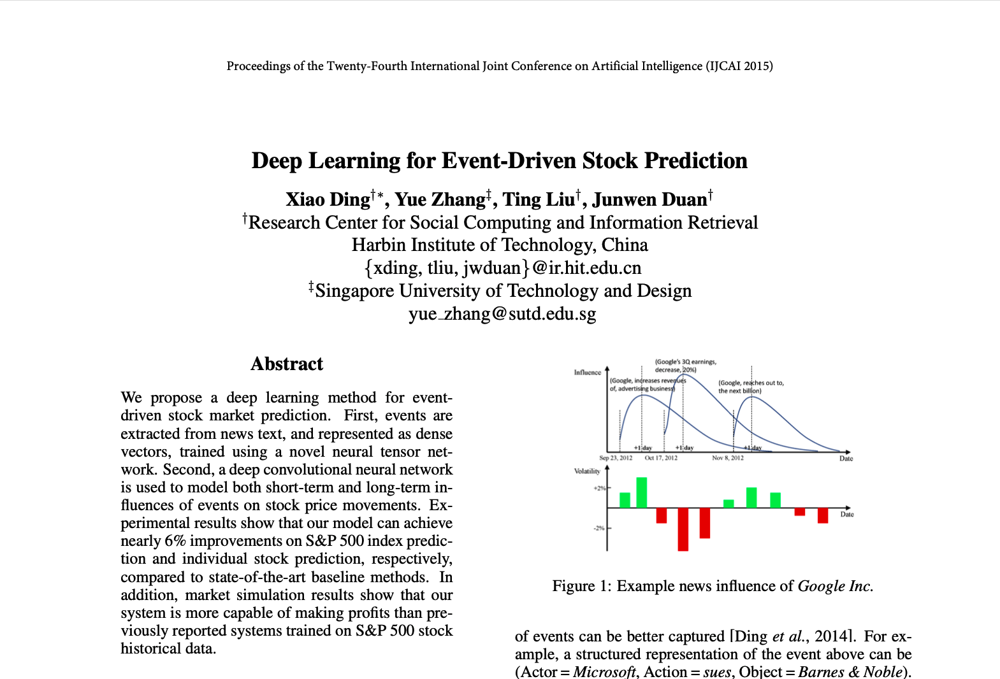 Proceedings of the Twenty-Fourth International Joint Conference on Artificial Intelligence (IJCAI 2015)
Deep Learning for Event-Driven Stock Prediction
Xiao Ding†*, Yue Zhang‡, Ting Liu†, Junwen Duan†
†Research Center for Social Computing and Information Retrieval
Harbin Institute of Technology, China
{xding, tliu, jwduan}@ir.hit.edu.cn
‡Singapore University of Technology and Design
yue_zhang@sutd.edu.sg
Abstract
We propose a deep learning method for event-
driven stock market prediction. First, events are
extracted from news text, and represented as dense
vectors, trained using a novel neural tensor net-
work. Second, a deep convolutional neural network
is used to model both short-term and long-term in-
fluences of events on stock price movements. Ex-
perimental results show that our model can achieve
nearly 6% improvements on S&P 500 index predic-
tion and individual stock prediction, respectively,
compared to state-of-the-art baseline methods. In
addition, market simulation results show that our
system is more capable of making profits than pre-
viously reported systems trained on S&P 500 stock
historical data.
Influence
(Google, increases revenues
of, advertising business)
(Google's 3Q earnings,
decrease, 20%)
(Google, reaches out to,
the next billion)
+1 day
+1 day
+1 day
Sep 23, 2012
Oct 17, 2012
Nov 8, 2012
Date
Volatility
+2%
-2%
Date
Figure 1: Example news influence of Google Inc.
of events can be better captured [Ding et al., 2014]. For ex-
ample, a structured representation of the event above can be
(Actor = Microsoft, Action = sues, Object = Barnes & Noble).